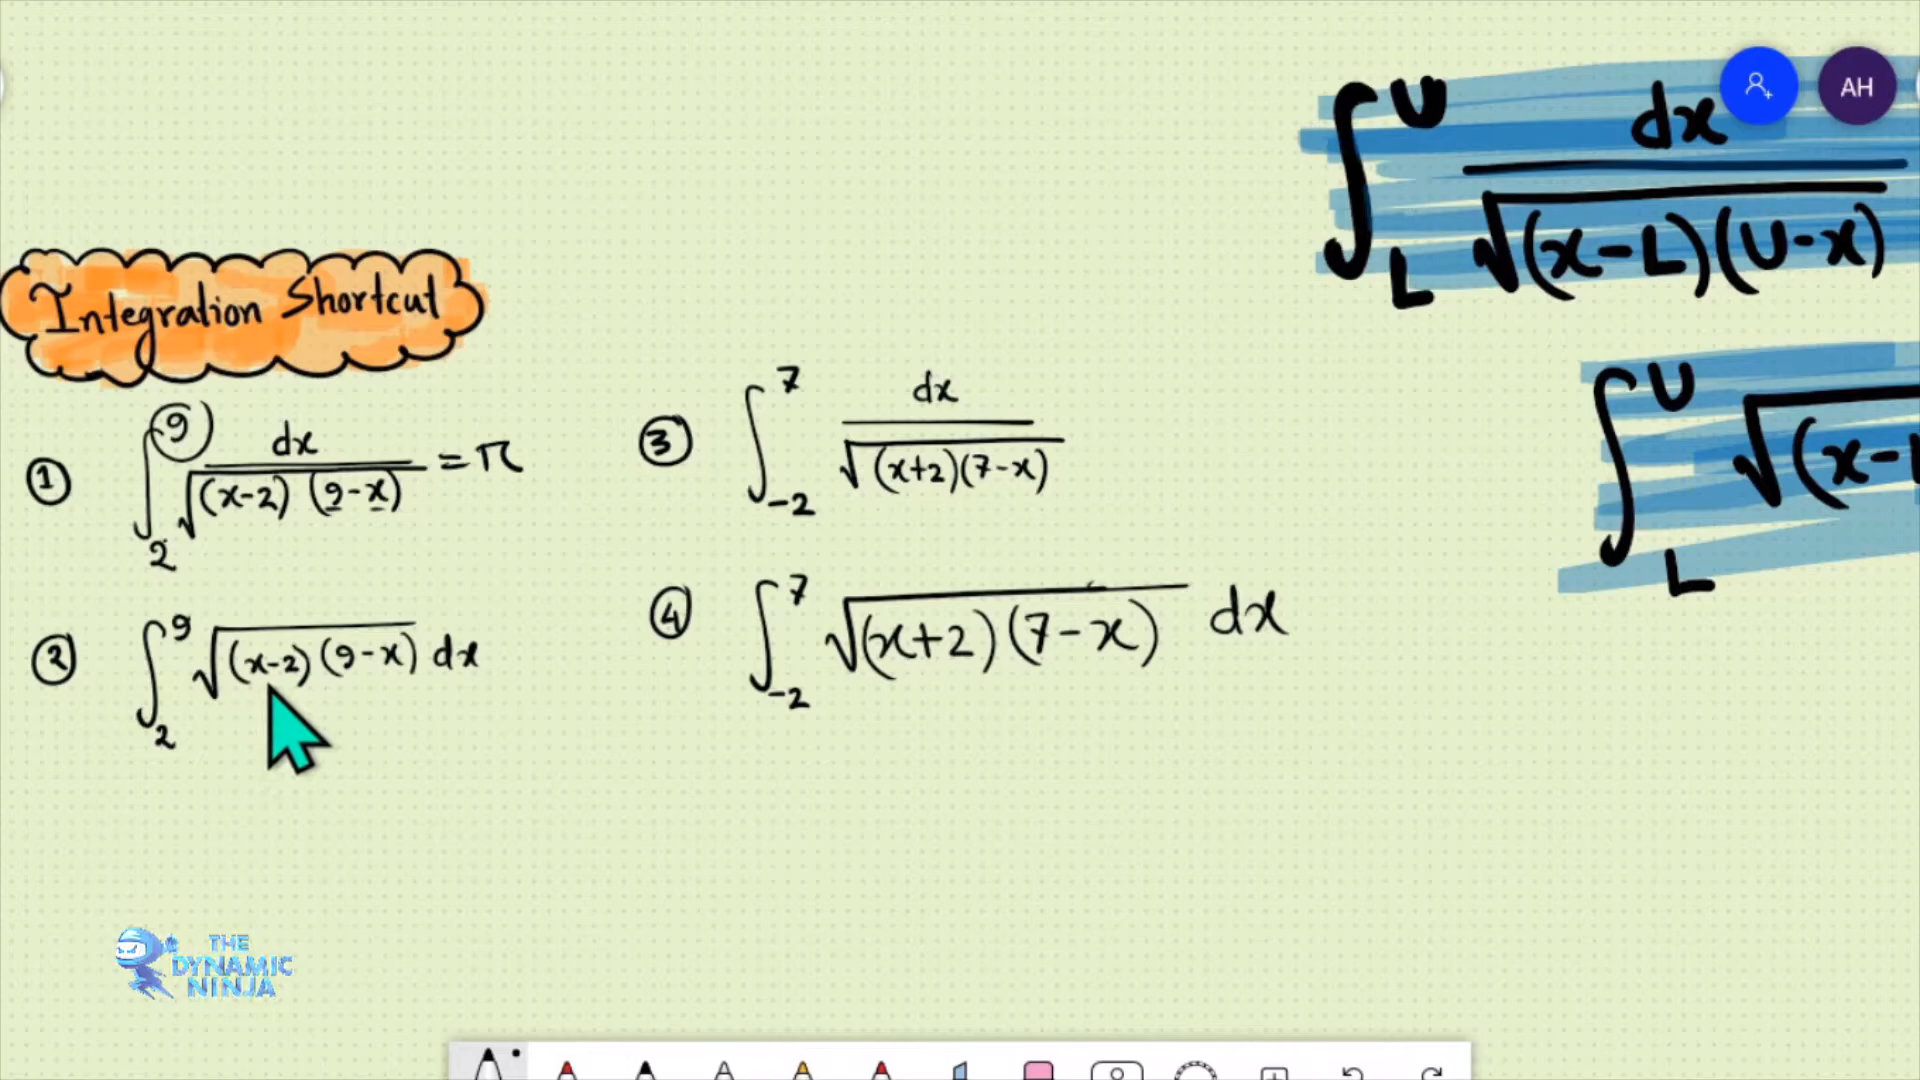 ∫_L^U dx / √((x-L)(U-x))
AH
Integration Shortcut
∫_L^U √(x-L
① ∫_2^9 dx / √((x-2)(9-x)) = π
③ ∫_{-2}^7 dx / √((x+2)(7-x))
② ∫_2^9 √((x-2)(9-x)) dx
④ ∫_{-2}^7 √((x+2)(7-x)) dx
THE
DYNAMIC
NINJA